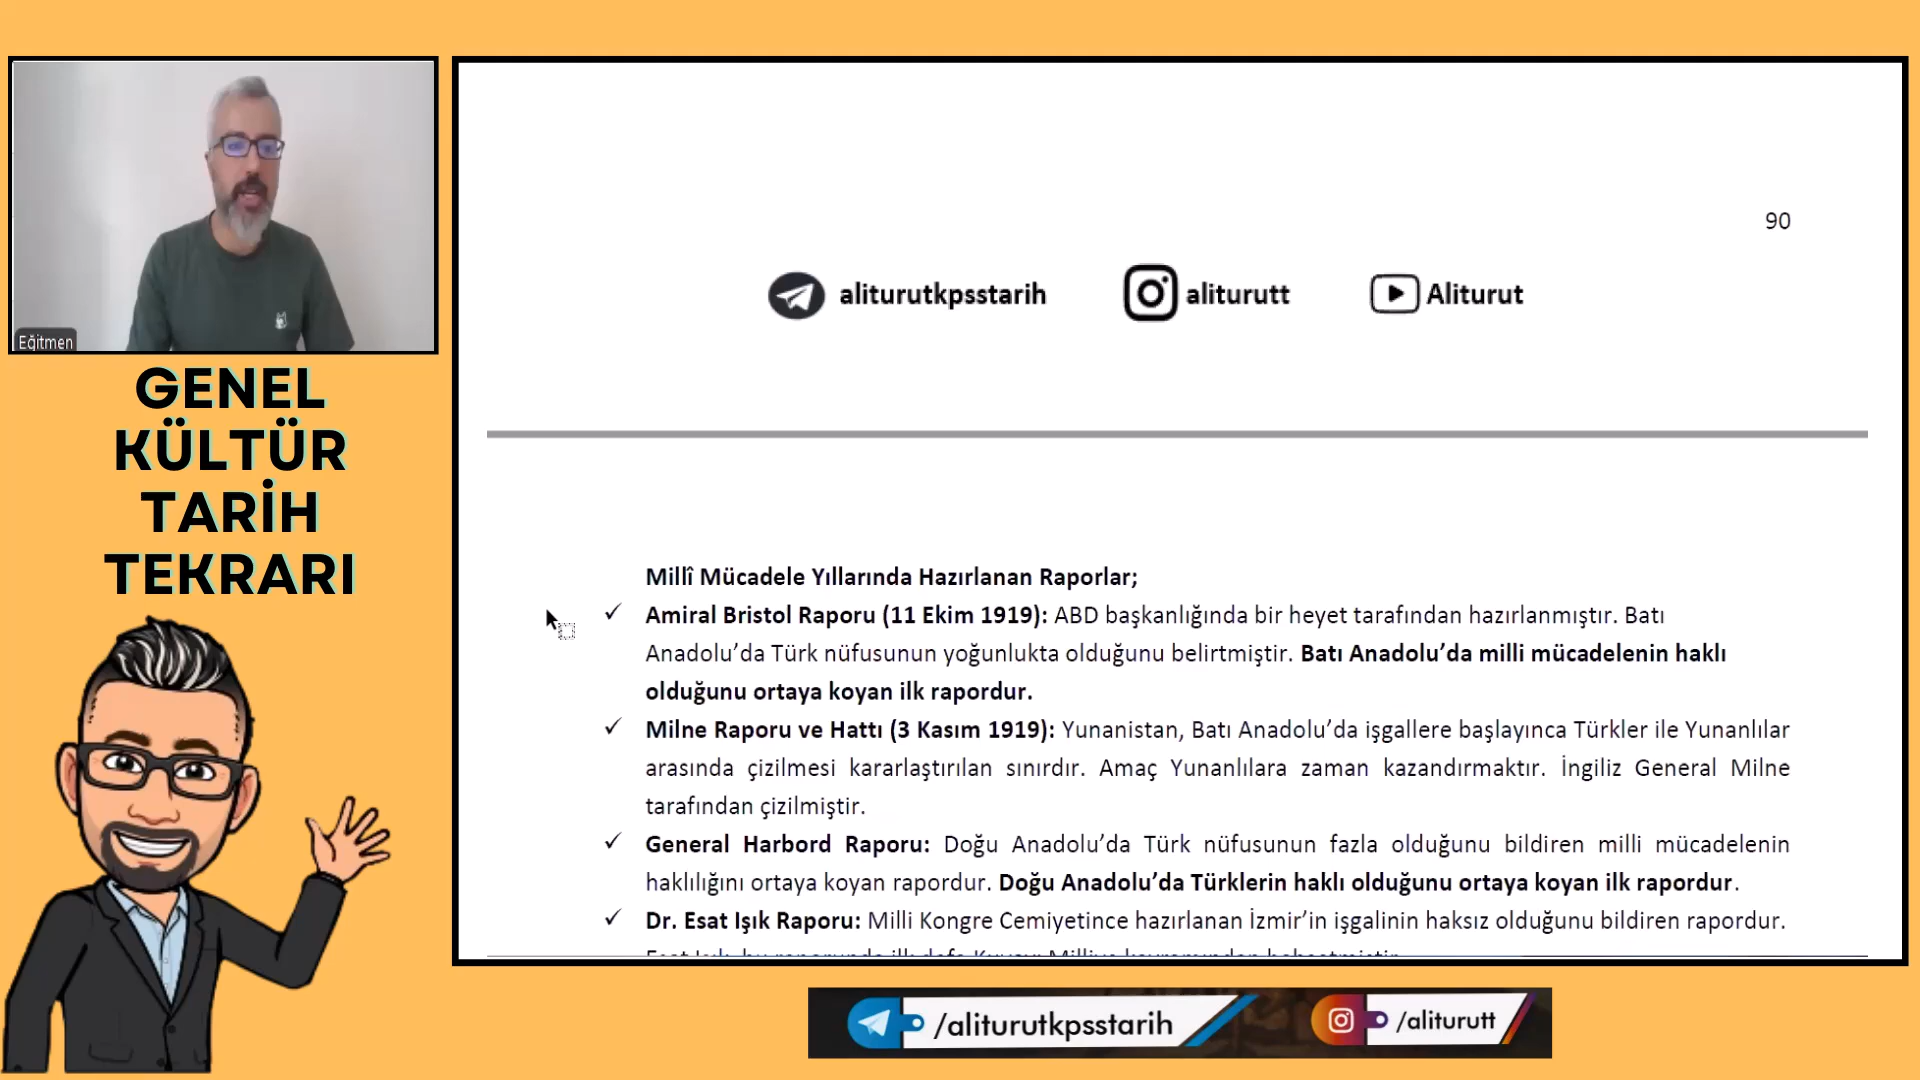 Eğitmen
GENEL
KÜLTÜR
TARİH
TEKRARI
90
aliturutkpsstarih
aliturutt
Aliturut
Millî Mücadele Yıllarında Hazırlanan Raporlar;
✓ Amiral Bristol Raporu (11 Ekim 1919): ABD başkanlığında bir heyet tarafından hazırlanmıştır. Batı
Anadolu’da Türk nüfusunun yoğunlukta olduğunu belirtmiştir. Batı Anadolu’da milli mücadelenin haklı
olduğunu ortaya koyan ilk rapordur.
✓ Milne Raporu ve Hattı (3 Kasım 1919): Yunanistan, Batı Anadolu’da işgallere başlayınca Türkler ile Yunanlılar
arasında çizilmesi kararlaştırılan sınırdır. Amaç Yunanlılara zaman kazandırmaktır. İngiliz General Milne
tarafından çizilmiştir.
✓ General Harbord Raporu: Doğu Anadolu’da Türk nüfusunun fazla olduğunu bildiren milli mücadelenin
haklılığını ortaya koyan rapordur. Doğu Anadolu’da Türklerin haklı olduğunu ortaya koyan ilk rapordur.
✓ Dr. Esat Işık Raporu: Milli Kongre Cemiyetince hazırlanan İzmir’in işgalinin haksız olduğunu bildiren rapordur.
/aliturutkpsstarih
/aliturutt